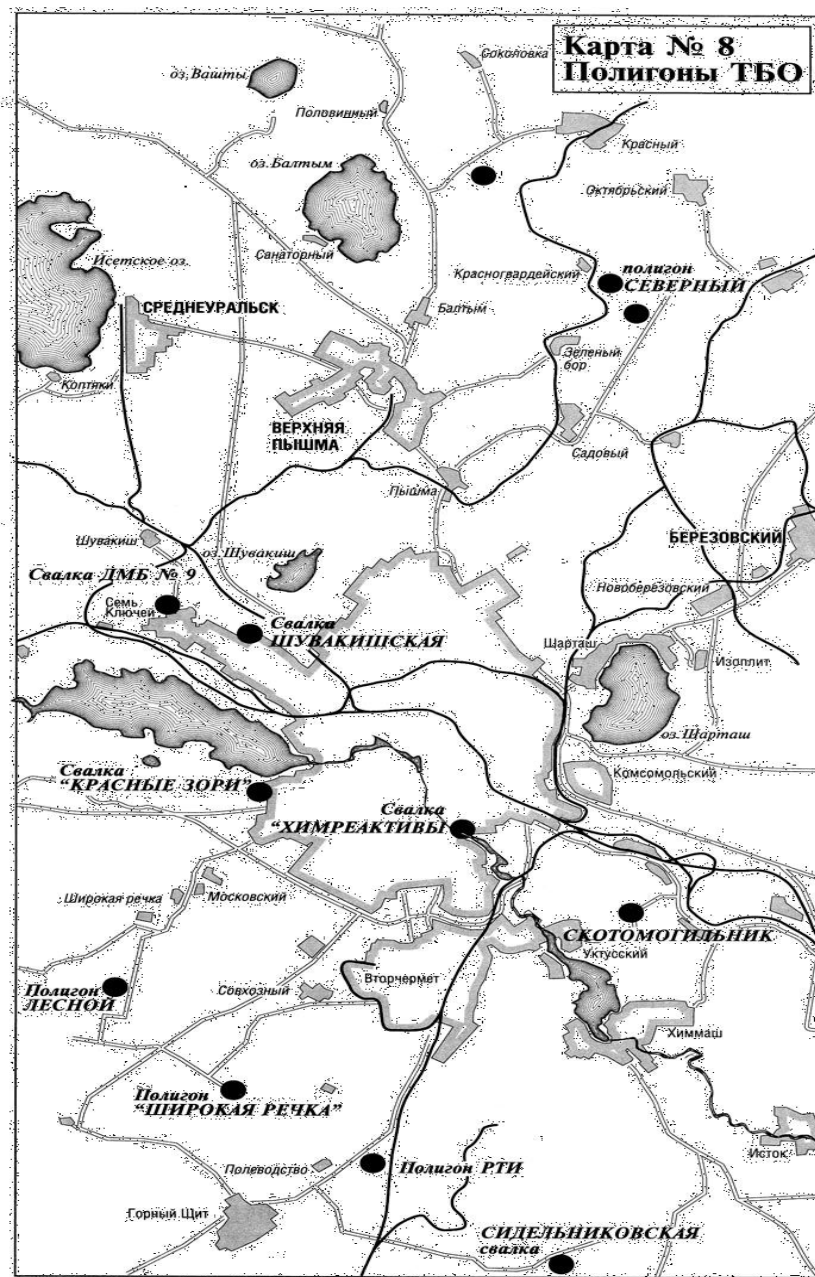 Карта № 8
Полигоны ТБО
Соколовка
оз. Вашты
Половинный
Красный
оз. Балтым
Октябрьский
Санаторный
Исетское оз.
Красногвардейский
полигон
СЕВЕРНЫЙ
СРЕДНЕУРАЛЬСК
Балтым
Зеленый
бор
Коптяки
ВЕРХНЯЯ
ПЫШМА
Садовый
Пышма
Шувакиш
оз. Шувакиш
БЕРЕЗОВСКИЙ
Свалка ДМБ № 9
Новоберезовский
Семь
Ключей
Свалка
ШУВАКИШСКАЯ
Шарташ
Изоплит
оз. Шарташ
Свалка
"КРАСНЫЕ ЗОРИ"
Комсомольский
Свалка
"ХИМРЕАКТИВЫ
Широкая речка
Московский
СКОТОМОГИЛЬНИК
Уктусский
Вторчермет
Полигон
ЛЕСНОЙ
Совхозный
Химмаш
Полигон
"ШИРОКАЯ РЕЧКА"
Исток
Полеводство
Полигон РТИ
Горный Щит
СИДЕЛЬНИКОВСКАЯ
свалка